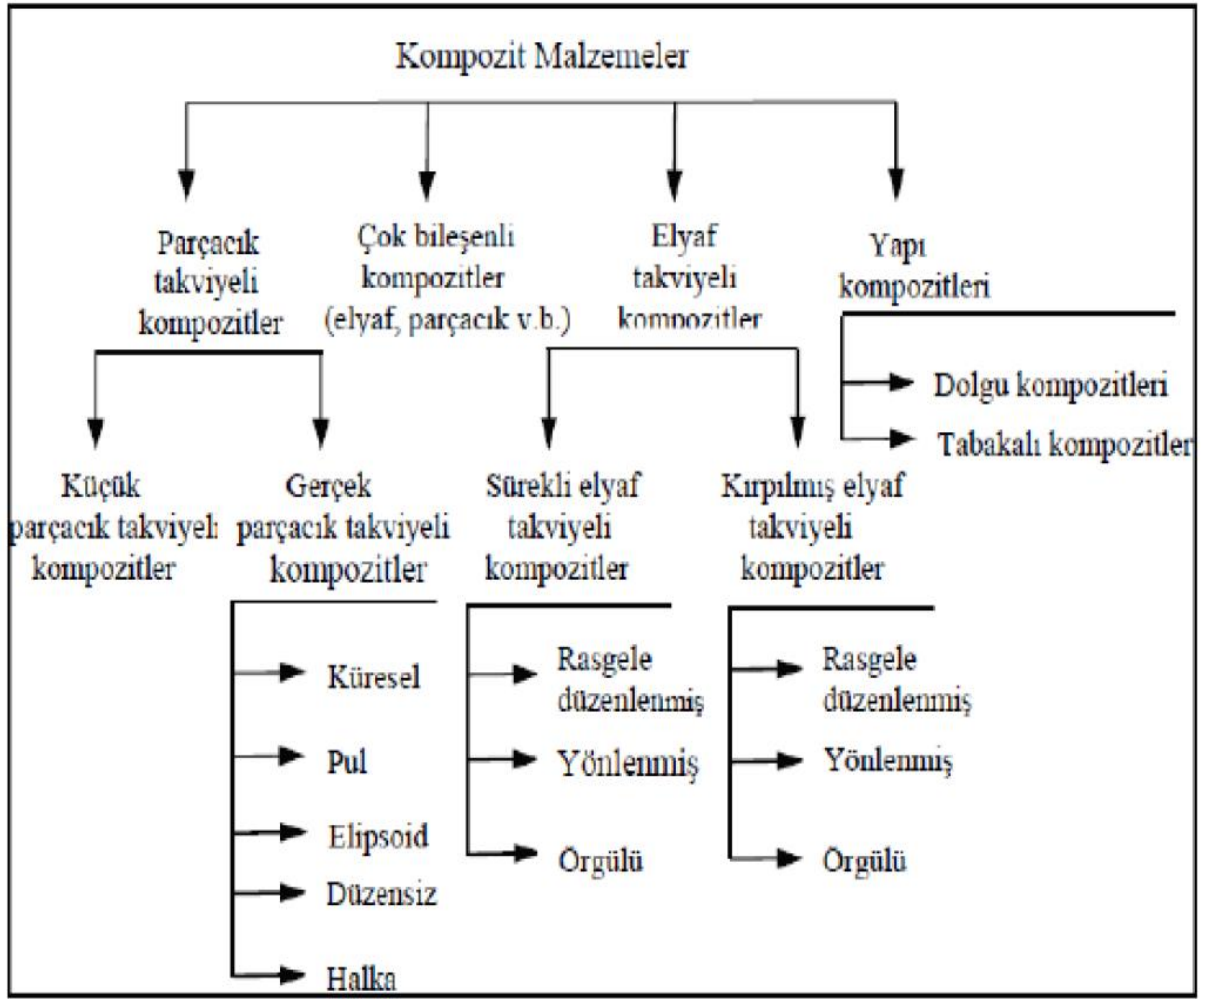 Kompozit Malzemeler
Parçacık
takviyeli
kompozitler
Çok bileşenli
kompozitler
(elyaf, parçacık v.b.)
Elyaf
takviyeli
kompozitler
Yapı
kompozitleri
Dolgu kompozitleri
Tabakalı kompozitler
Küçük
parçacık takviyeli
kompozitler
Gerçek
parçacık takviyeli
kompozitler
Sürekli elyaf
takviyeli
kompozitler
Kırpılmış elyaf
takviyeli
kompozitler
Küresel
Pul
Elipsoid
Düzensiz
Halka
Rasgele
düzenlenmiş
Yönlenmiş
Örgülü
Rasgele
düzenlenmiş
Yönlenmiş
Örgülü